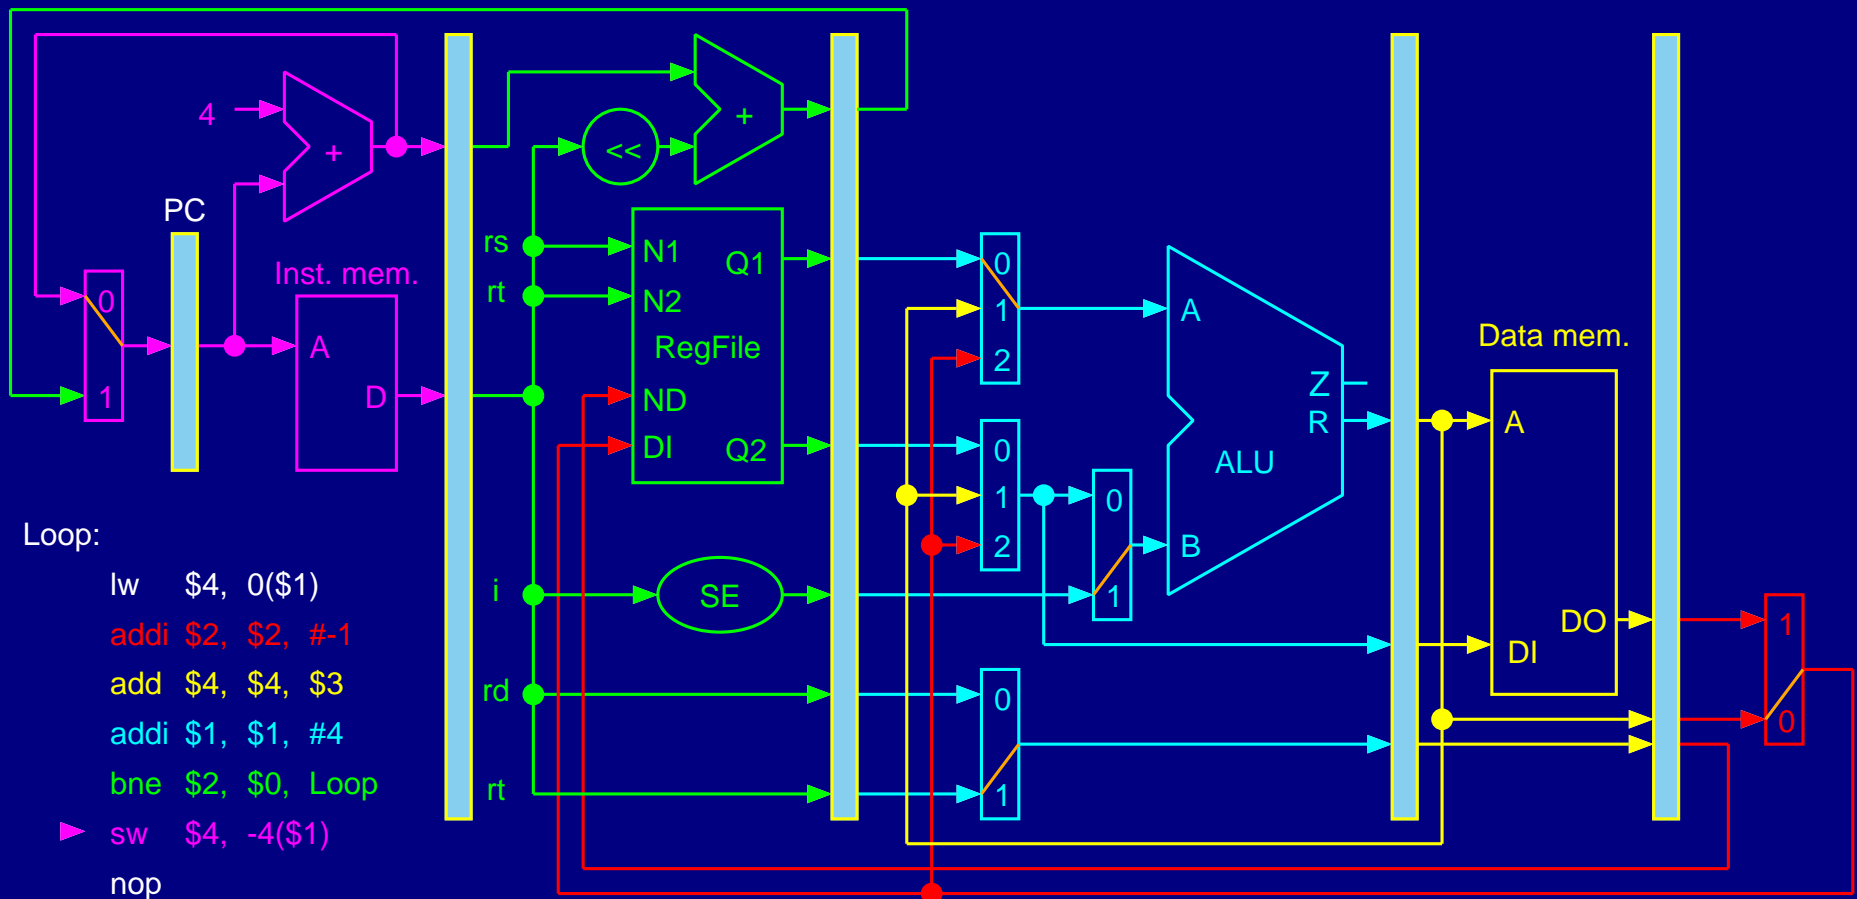 4
+
<<
+
PC
Inst. mem.
0
1
A
D
rs
rt
N1
N2
Q1
RegFile
ND
DI
Q2
i
SE
rd
rt
0
1
2
0
1
2
0
1
0
1
A
B
Z
R
ALU
Data mem.
A
DO
DI
1
0
Loop:
lw $4, 0($1)
addi $2, $2, #-1
add $4, $4, $3
addi $1, $1, #4
bne $2, $0, Loop
sw $4, -4($1)
nop